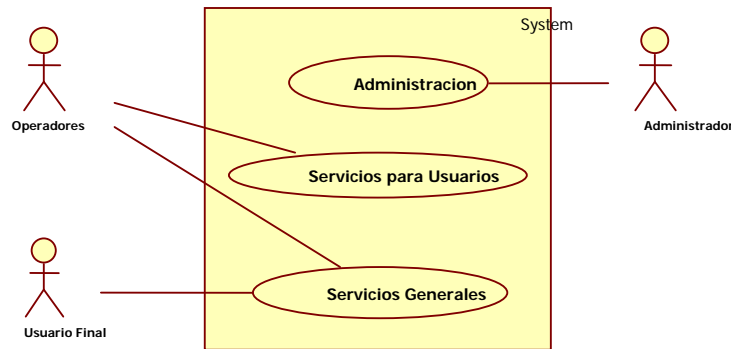 System
Administracion
Operadores
Administrador
Servicios para Usuarios
Servicios Generales
Usuario Final